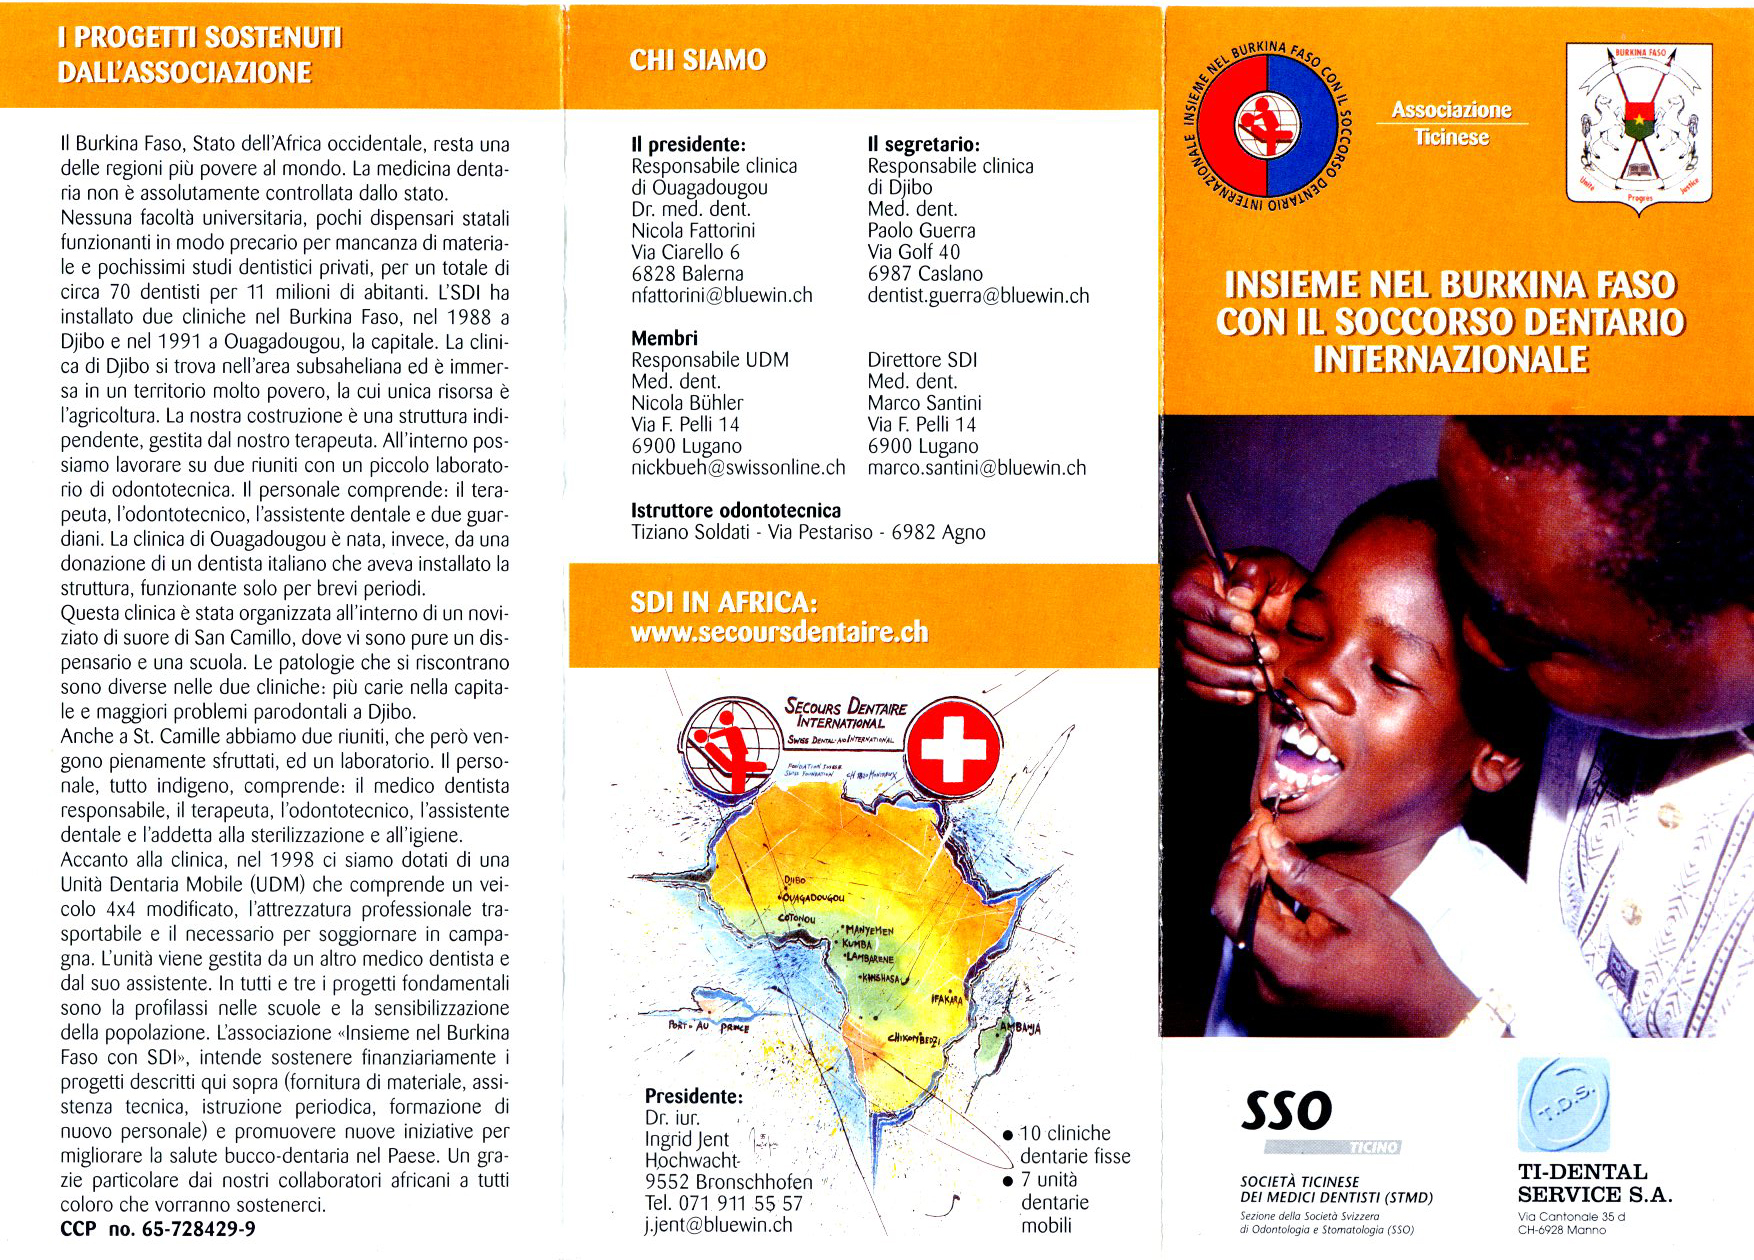 I PROGETTI SOSTENUTI
DALL'ASSOCIAZIONE
Il Burkina Faso, Stato dell'Africa occidentale, resta una
delle regioni più povere al mondo. La medicina denta-
ria non è assolutamente controllata dallo stato.
Nessuna facoltà universitaria, pochi dispensari statali
funzionanti in modo precario per mancanza di materia-
le e pochissimi studi dentistici privati, per un totale di
circa 70 dentisti per 11 milioni di abitanti. L'SDI ha
installato due cliniche nel Burkina Faso, nel 1988 a
Djibo e nel 1991 a Ouagadougou, la capitale. La clini-
ca di Djibo si trova nell'area subsaheliana ed è immer-
sa in un territorio molto povero, la cui unica risorsa è
l'agricoltura. La nostra costruzione è una struttura indi-
pendente, gestita dal nostro terapeuta. All'interno pos-
siamo lavorare su due riuniti con un piccolo laborato-
rio di odontotecnica. Il personale comprende: il tera-
peuta, l'odontotecnico, l'assistente dentale e due guar-
diani. La clinica di Ouagadougou è nata, invece, da una
donazione di un dentista italiano che aveva installato la
struttura, funzionante solo per brevi periodi.
Questa clinica è stata organizzata all'interno di un novi-
ziato di suore di San Camillo, dove vi sono pure un dis-
pensario e una scuola. Le patologie che si riscontrano
sono diverse nelle due cliniche: più carie nella capita-
le e maggiori problemi parodontali a Djibo.
Anche a St. Camille abbiamo due riuniti, che però ven-
gono pienamente sfruttati, ed un laboratorio. Il perso-
nale, tutto indigeno, comprende: il medico dentista
responsabile, il terapeuta, l'odontotecnico, l'assistente
dentale e l'addetta alla sterilizzazione e all'igiene.
Accanto alla clinica, nel 1998 ci siamo dotati di una
Unità Dentaria Mobile (UDM) che comprende un vei-
colo 4x4 modificato, l'attrezzatura professionale tra-
sportabile e il necessario per soggiornare in campa-
gna. L'unità viene gestita da un altro medico dentista e
dal suo assistente. In tutti e tre i progetti fondamentali
sono la profilassi nelle scuole e la sensibilizzazione
della popolazione. L'associazione «Insieme nel Burkina
Faso con SDI», intende sostenere finanziariamente i
progetti descritti qui sopra (fornitura di materiale, assi-
stenza tecnica, istruzione periodica, formazione di
nuovo personale) e promuovere nuove iniziative per
migliorare la salute bucco-dentaria nel Paese. Un gra-
zie particolare dai nostri collaboratori africani a tutti
coloro che vorranno sostenerci.
CCP no. 65-728429-9
CHI SIAMO
Il presidente:
Responsabile clinica
di Ouagadougou
Dr. med. dent.
Nicola Fattorini
Via Ciarello 6
6828 Balerna
nfattorini@bluewin.ch
Il segretario:
Responsabile clinica
di Djibo
Med. dent.
Paolo Guerra
Via Golf 40
6987 Caslano
dentist.guerra@bluewin.ch
Membri
Responsabile UDM
Med. dent.
Nicola Bühler
Via F. Pelli 14
6900 Lugano
nickbueh@swissonline.ch
Direttore SDI
Med. dent.
Marco Santini
Via F. Pelli 14
6900 Lugano
marco.santini@bluewin.ch
Istruttore odontotecnica
Tiziano Soldati - Via Pestariso - 6982 Agno
SDI IN AFRICA:
www.secoursdentaire.ch
SECOURS DENTAIRE
INTERNATIONAL
SWISS DENTAL-AID INTERNATIONAL
FONDATION SUISSE
SWISS FOUNDATION
CH 1820 MONTREUX
DJIBO
OUAGADOUGOU
COTONOU
MANYEMEN
KUMBA
LAMBARENE
KINSHASA
IFAKARA
PORT-AU PRINCE
AMBANJA
CHIKOMBEDZI
Presidente:
Dr. iur.
Ingrid Jent
Hochwacht
9552 Bronschhofen
Tel. 071 911 55 57
j.jent@bluewin.ch
● 10 cliniche
dentarie fisse
● 7 unità
dentarie
mobili
INSIEME NEL BURKINA FASO CON IL SOCCORSO DENTARIO INTERNAZIONALE
Associazione
Ticinese
BURKINA FASO
Unité
Progrès
Justice
INSIEME NEL BURKINA FASO
CON IL SOCCORSO DENTARIO
INTERNAZIONALE
SSO
TICINO
SOCIETÀ TICINESE
DEI MEDICI DENTISTI (STMD)
Sezione della Società Svizzera
di Odontologia e Stomatologia (SSO)
T.D.S.
TI-DENTAL
SERVICE S.A.
Via Cantonale 35 d
CH-6928 Manno